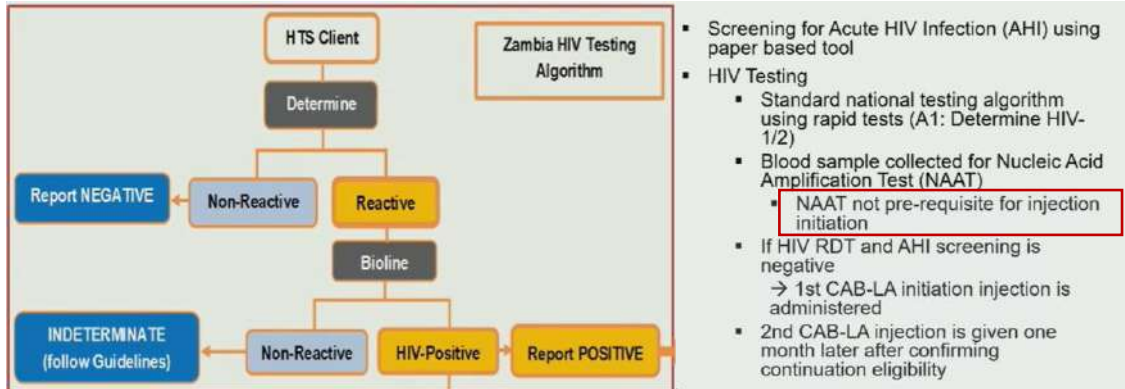 HTS Client
Zambia HIV Testing
Algorithm
Determine
Report NEGATIVE
Non-Reactive
Reactive
Bioline
INDETERMINATE
(follow Guidelines)
Non-Reactive
HIV-Positive
Report POSITIVE
▪ Screening for Acute HIV Infection (AHI) using
paper based tool
▪ HIV Testing
▪ Standard national testing algorithm
using rapid tests (A1: Determine HIV-
1/2)
▪ Blood sample collected for Nucleic Acid
Amplification Test (NAAT)
▪ NAAT not pre-requisite for injection
initiation
▪ If HIV RDT and AHI screening is
negative
→ 1st CAB-LA initiation injection is
administered
▪ 2nd CAB-LA injection is given one
month later after confirming
continuation eligibility